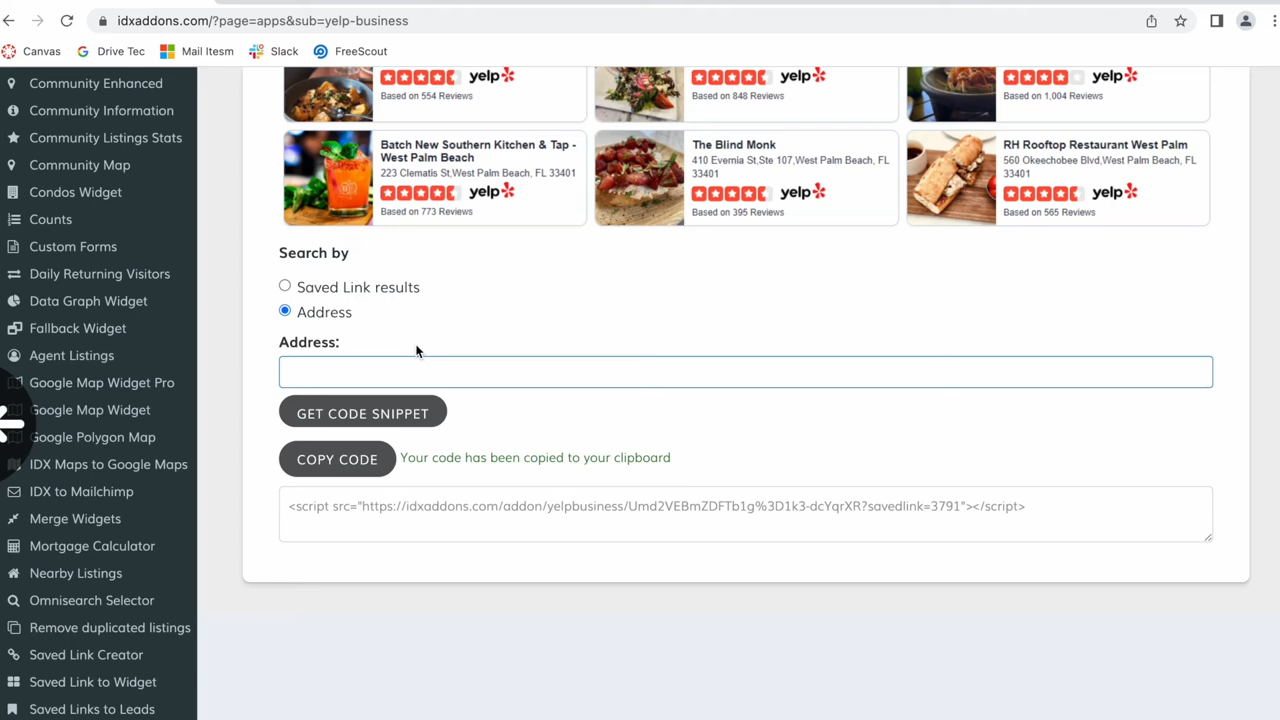 idxaddons.com/?page=apps&sub=yelp-business
Canvas
Drive Tec
Mail Itesm
Slack
FreeScout
Community Enhanced
Community Information
Community Listings Stats
Community Map
Condos Widget
Counts
Custom Forms
Daily Returning Visitors
Data Graph Widget
Fallback Widget
Agent Listings
Google Map Widget Pro
Google Map Widget
Google Polygon Map
IDX Maps to Google Maps
IDX to Mailchimp
Merge Widgets
Mortgage Calculator
Nearby Listings
Omnisearch Selector
Remove duplicated listings
Saved Link Creator
Saved Link to Widget
Saved Links to Leads
yelp
Based on 554 Reviews
yelp
Based on 848 Reviews
yelp
Based on 1,004 Reviews
Batch New Southern Kitchen & Tap -
West Palm Beach
223 Clematis St,West Palm Beach, FL 33401
yelp
Based on 773 Reviews
The Blind Monk
410 Evernia St,Ste 107,West Palm Beach, FL
33401
yelp
Based on 395 Reviews
RH Rooftop Restaurant West Palm
560 Okeechobee Blvd,West Palm Beach, FL
33401
yelp
Based on 565 Reviews
Search by
Saved Link results
Address
Address:
GET CODE SNIPPET
COPY CODE
Your code has been copied to your clipboard
<script src="https://idxaddons.com/addon/yelpbusiness/Umd2VEBmZDFTb1g%3D1k3-dcYqrXR?savedlink=3791"></script>